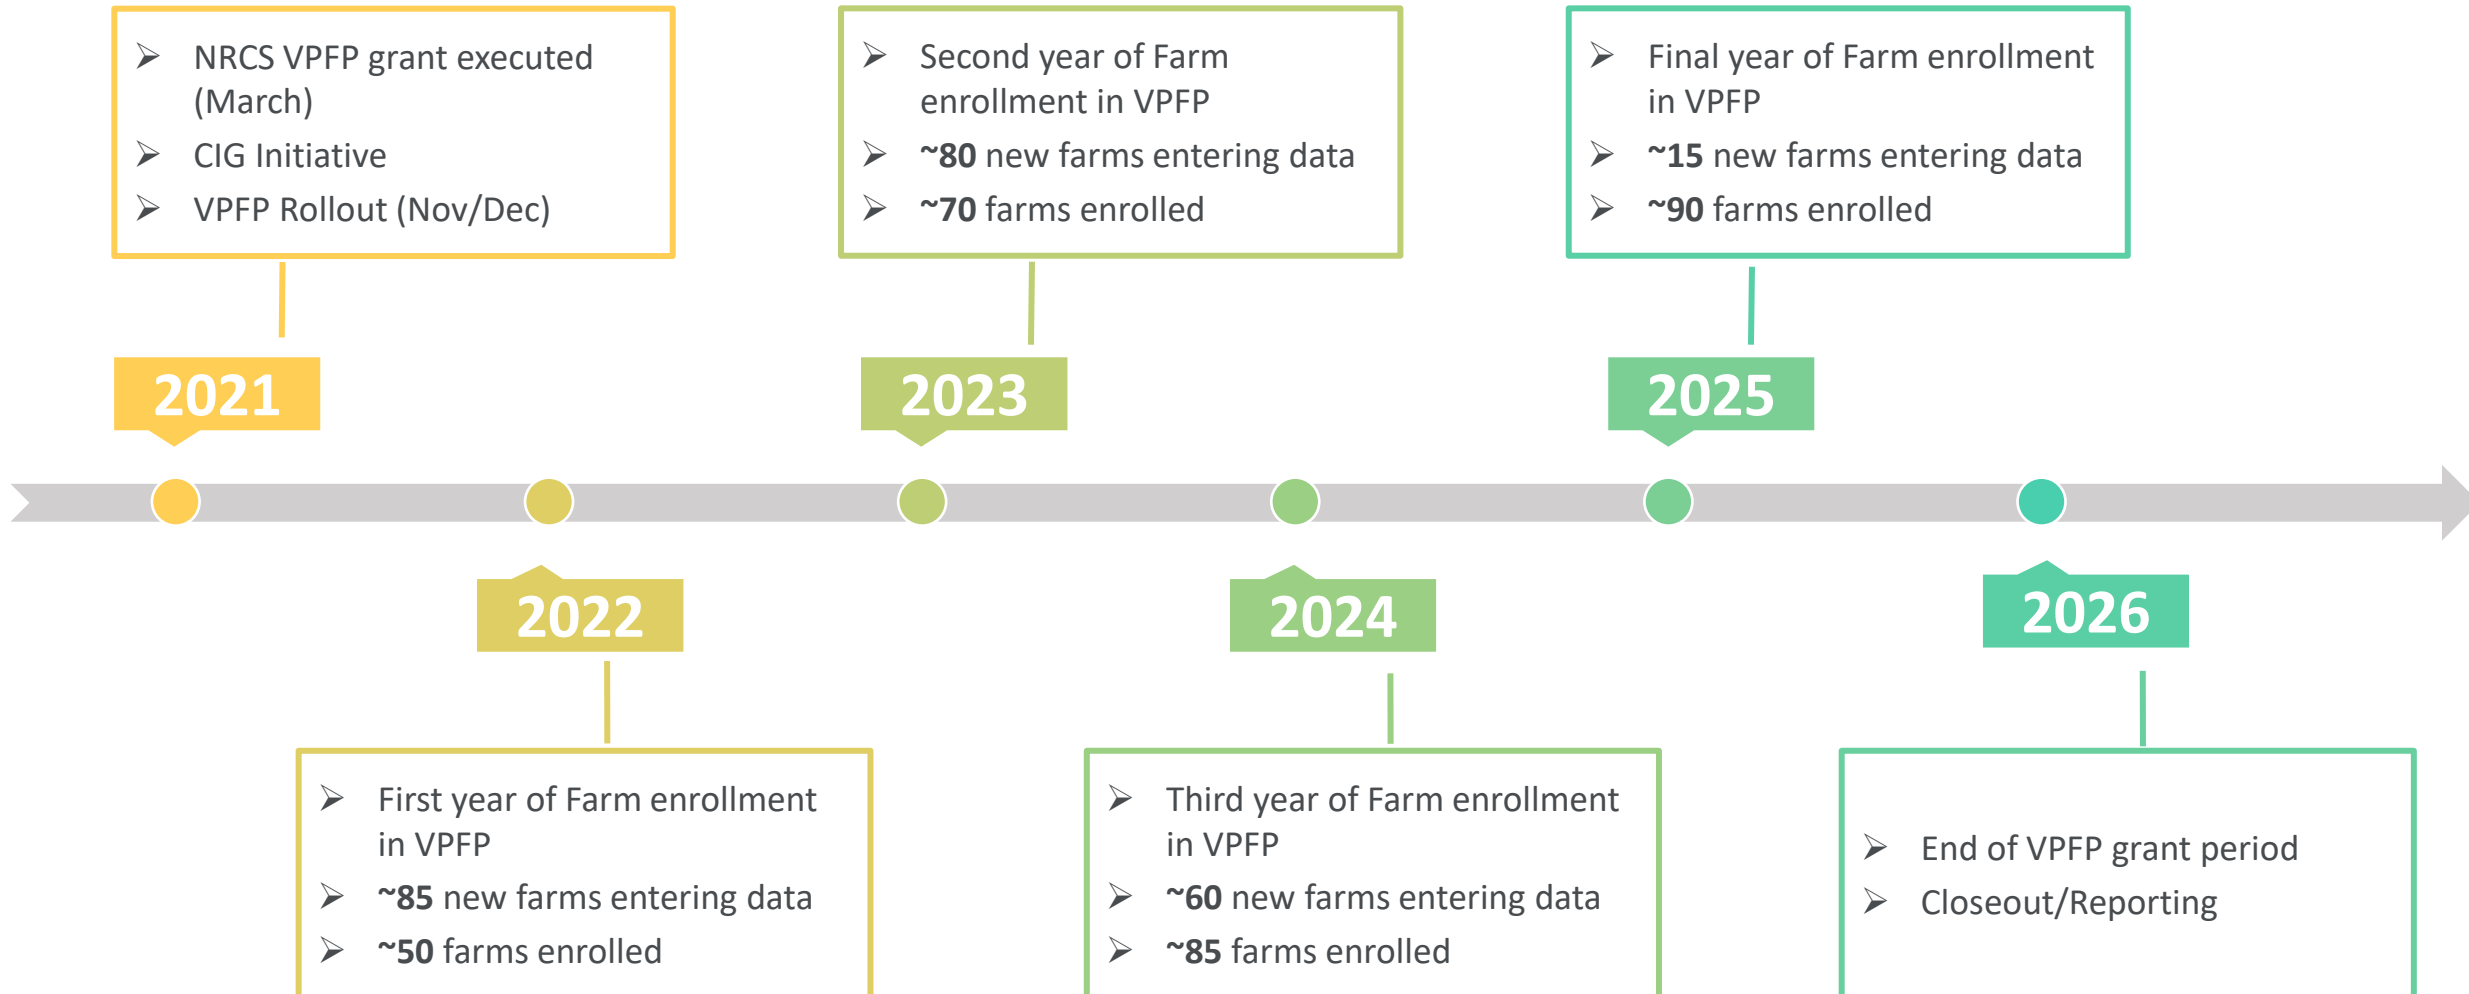 ➢ NRCS VPFP grant executed
(March)
➢ CIG Initiative
➢ VPFP Rollout (Nov/Dec)
2021
➢ First year of Farm enrollment
in VPFP
➢ ~85 new farms entering data
➢ ~50 farms enrolled
2022
➢ Second year of Farm
enrollment in VPFP
➢ ~80 new farms entering data
➢ ~70 farms enrolled
2023
➢ Third year of Farm enrollment
in VPFP
➢ ~60 new farms entering data
➢ ~85 farms enrolled
2024
➢ Final year of Farm enrollment
in VPFP
➢ ~15 new farms entering data
➢ ~90 farms enrolled
2025
2026
➢ End of VPFP grant period
➢ Closeout/Reporting